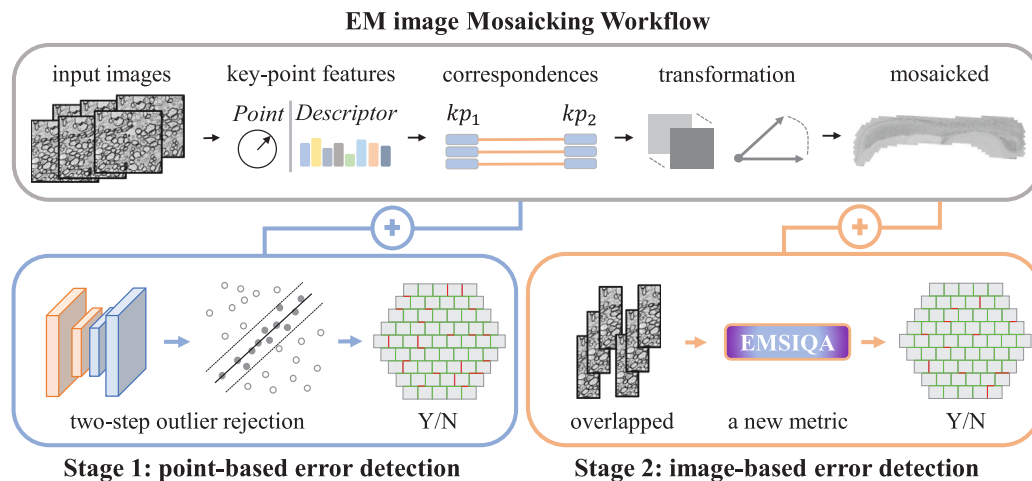 EM image Mosaicking Workflow
input images
key-point features
correspondences
transformation
mosaicked
Point
Descriptor
kp1
kp2
two-step outlier rejection
Y/N
EMSIQA
overlapped
a new metric
Y/N
Stage 1: point-based error detection
Stage 2: image-based error detection